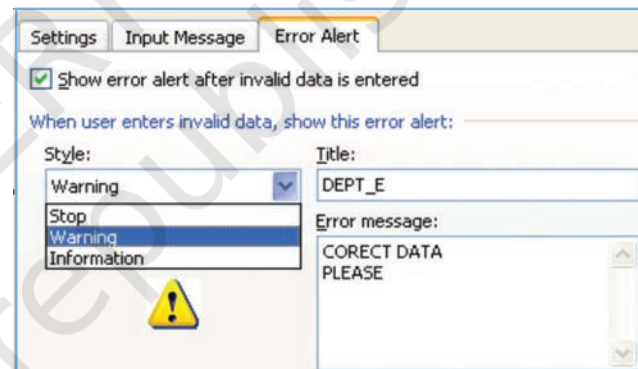 Settings Input Message Error Alert
Show error alert after invalid data is entered
When user enters invalid data, show this error alert:
Style: Title:
Warning DEPT_E
Stop Error message:
Warning CORECT DATA
Information PLEASE
republis